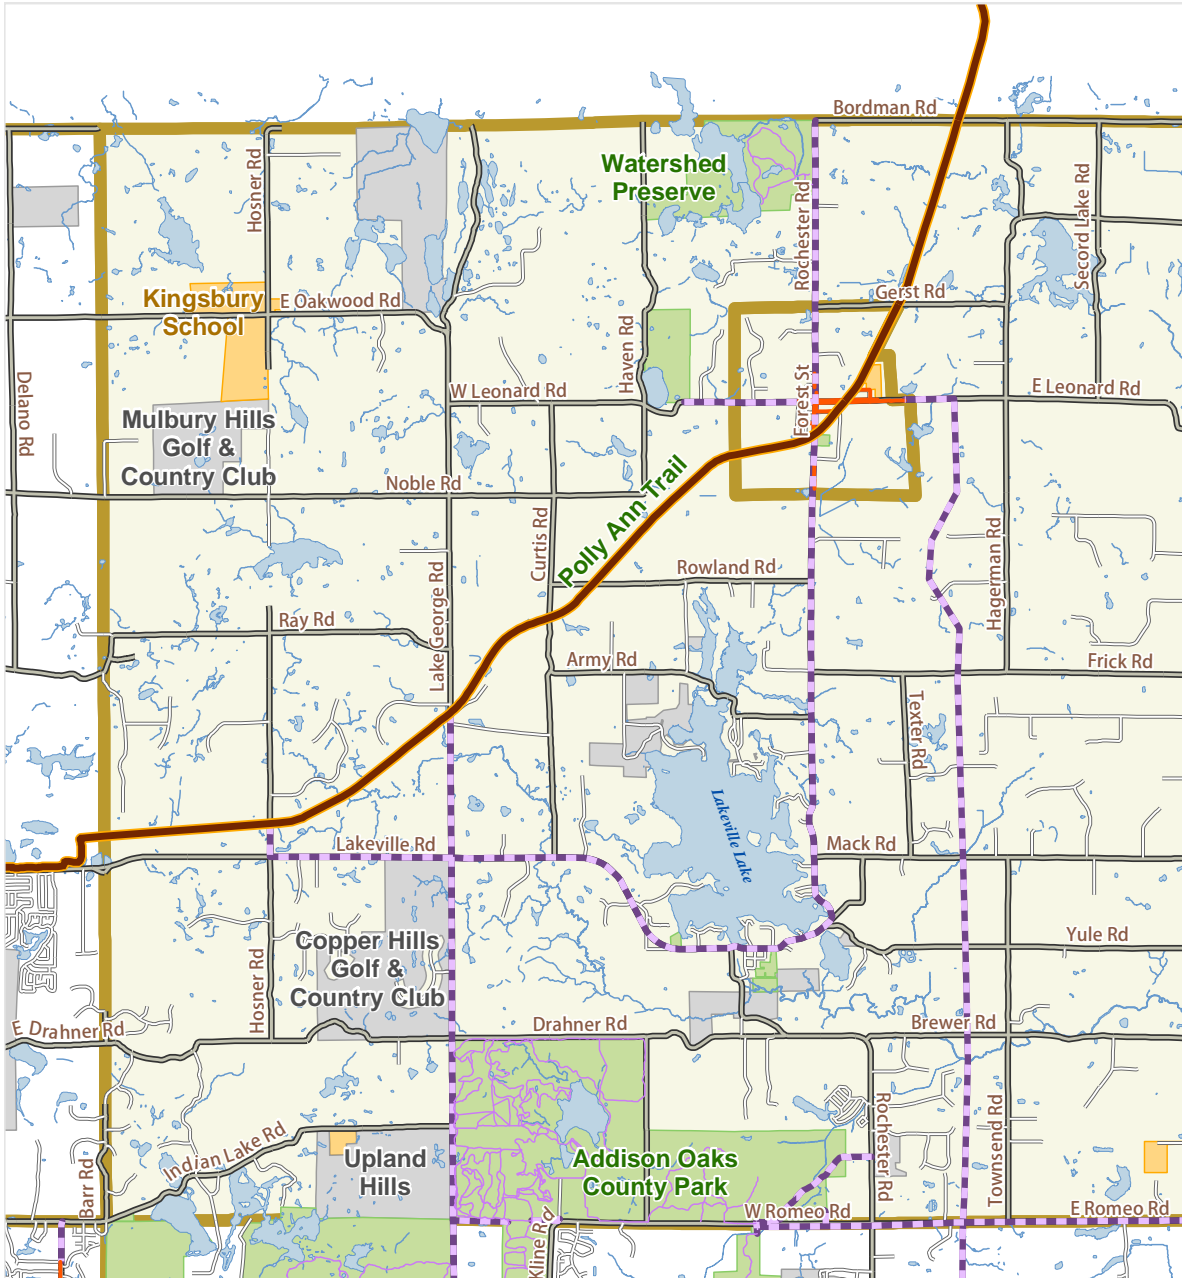 Bordman Rd
Hosner Rd
Watershed
Preserve
Rochester Rd
Second Lake Rd
Kingsbury
School
E Oakwood Rd
Gerst Rd
Haven Rd
Delano Rd
W Leonard Rd
Forest St
E Leonard Rd
Mulbury Hills
Golf &
Country Club
Noble Rd
Polly Ann Trail
Curtis Rd
Hagerman Rd
Lake George Rd
Rowland Rd
Ray Rd
Army Rd
Frick Rd
Texter Rd
Lakeville Lake
Lakeville Rd
Mack Rd
Copper Hills
Golf &
Country Club
Hosner Rd
Yule Rd
E Drahner Rd
Drahner Rd
Brewer Rd
Rochester Rd
Townsend Rd
Indian Lake Rd
Barr Rd
Upland
Hills
Addison Oaks
County Park
W Romeo Rd
E Romeo Rd
Kline Rd